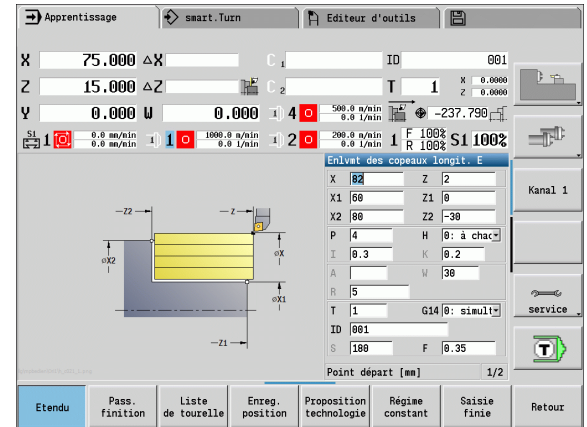 Apprentissage smart.Turn Editeur d'outils
X 75.000 △X C 1 ID 001
Z 15.000 △Z C 2 T 1 X 0.0000 Z 0.0000
Y 0.000 W 0.000 4 500.0 m/min 0.0 1/min -237.790
S1 1 0.0 mm/min 0.0 mm/min 1 1000.0 m/min 0.0 1/min 2 200.0 m/min 0.0 1/min 1 F 100% R 100% S1 100%
Enlvmt des copeaux longit. E
X 82 Z 2
X1 60 Z1 0
X2 80 Z2 -30
P 4 H 0: à chac
I 0.3 K 0.2
A W 30
R 5
T 1 G14 0: simult
ID 001
S 180 F 0.35
Point départ [mm] 1/2
Z2 Z
øX2 øX
øX1
Z1
Kanal 1
service
T
Etendu
Pass. finition
Liste de tourelle
Enreg. position
Proposition technologie
Régime constant
Saisie finie
Retour